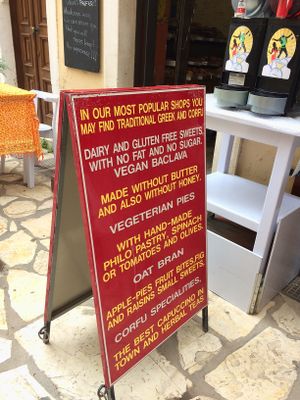 IN OUR MOST POPULAR SHOPS YOU
MAY FIND TRADITIONAL GREEK AND CORFU
DAIRY AND GLUTEN FREE SWEETS
WITH NO FAT AND NO SUGAR.
VEGAN BACLAVA
MADE WITHOUT BUTTER
AND ALSO WITHOUT HONEY.
VEGETERIAN PIES
WITH HAND-MADE
PHILO PASTRY, SPINACH
OR TOMATOES AND OLIVES.
OAT BRAN
APPLE-PIES, FRUIT BITES, FIG
AND RAISINS SMALL SWEETS,
CORFU SPECIALITIES,
THE BEST CAPUCCINO IN
TOWN and HERBAL TEAS